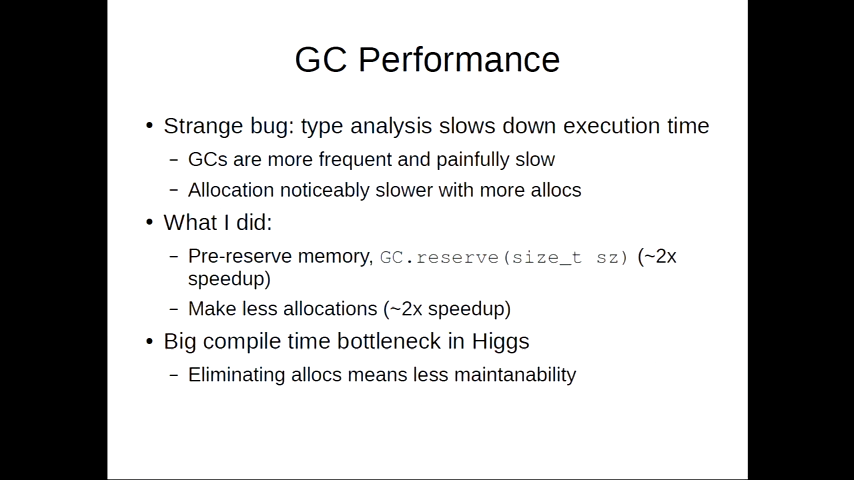 GC Performance
• Strange bug: type analysis slows down execution time
– GCs are more frequent and painfully slow
– Allocation noticeably slower with more allocs
• What I did:
– Pre-reserve memory, GC.reserve(size_t sz) (~2x
speedup)
– Make less allocations (~2x speedup)
• Big compile time bottleneck in Higgs
– Eliminating allocs means less maintanability